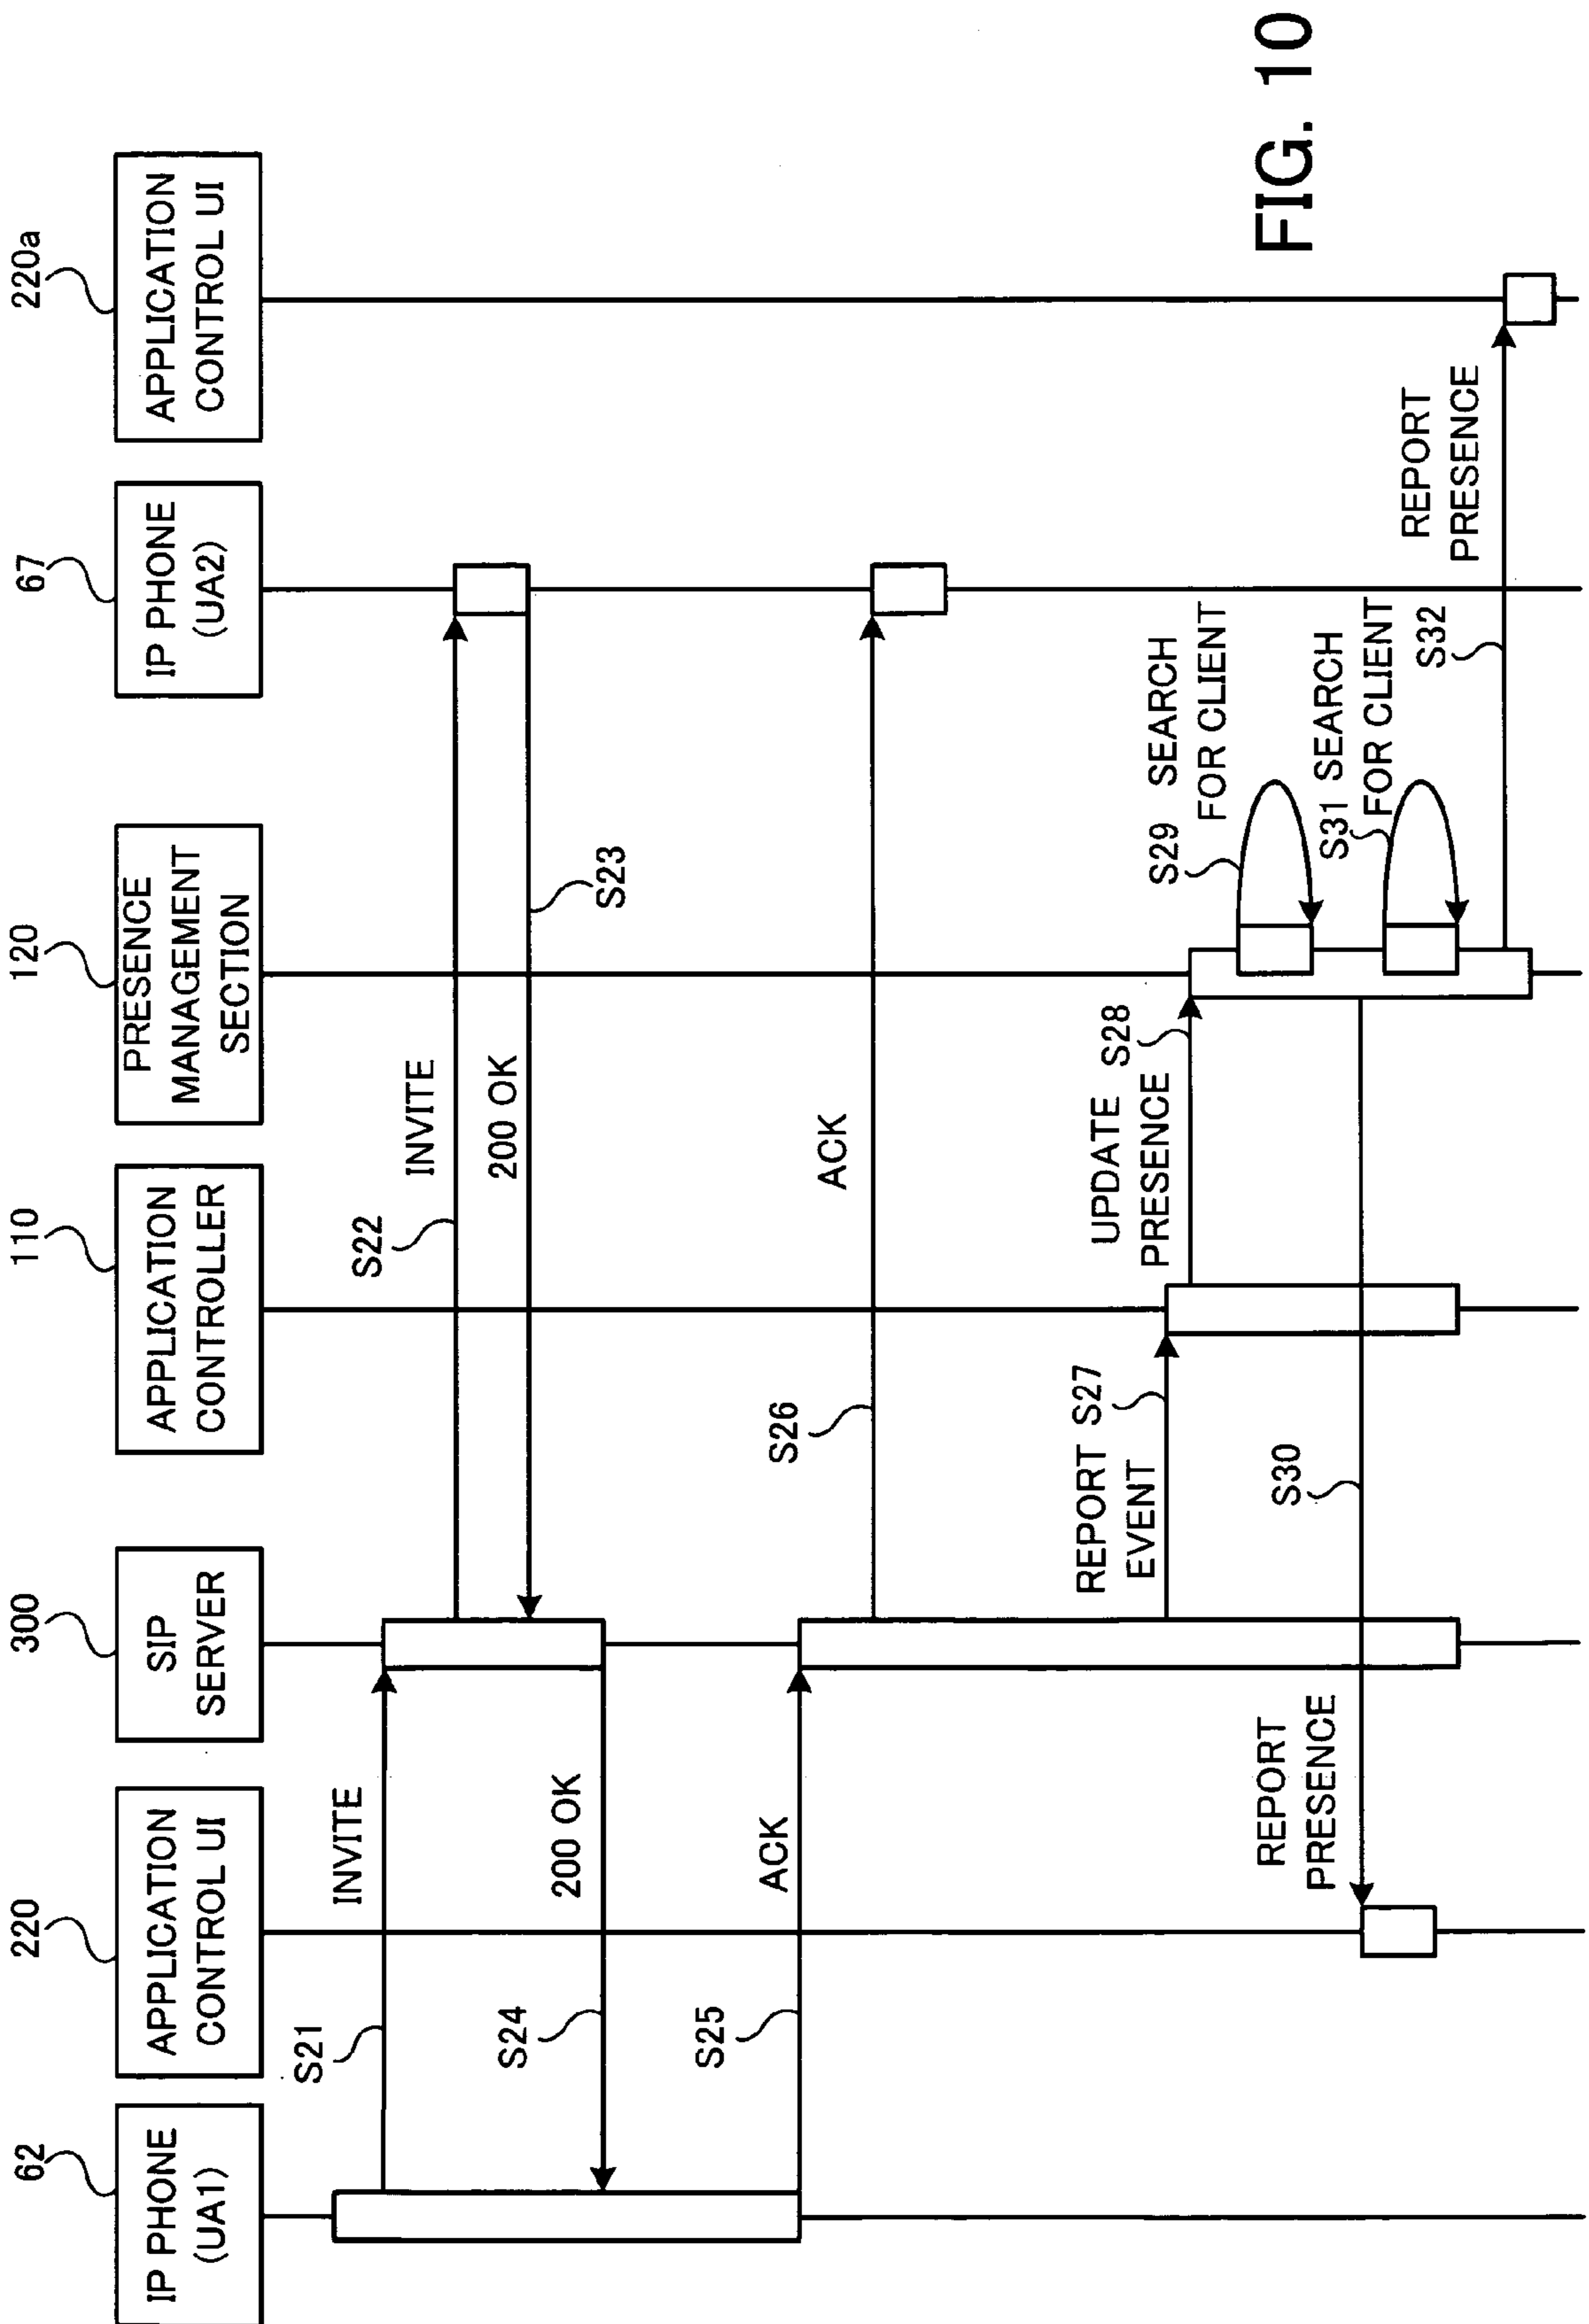 62
IP PHONE
(UA1)
220
APPLICATION
CONTROL UI
300
SIP
SERVER
110
APPLICATION
CONTROLLER
120
PRESENCE
MANAGEMENT
SECTION
67
IP PHONE
(UA2)
220a
APPLICATION
CONTROL UI
S21
INVITE
S22
INVITE
200 OK
S23
S24
200 OK
S25
ACK
S26
ACK
REPORT
EVENT
S27
UPDATE
PRESENCE
S28
S29
SEARCH
FOR CLIENT
REPORT
PRESENCE
S30
S31
SEARCH
FOR CLIENT
S32
REPORT
PRESENCE
FIG. 10